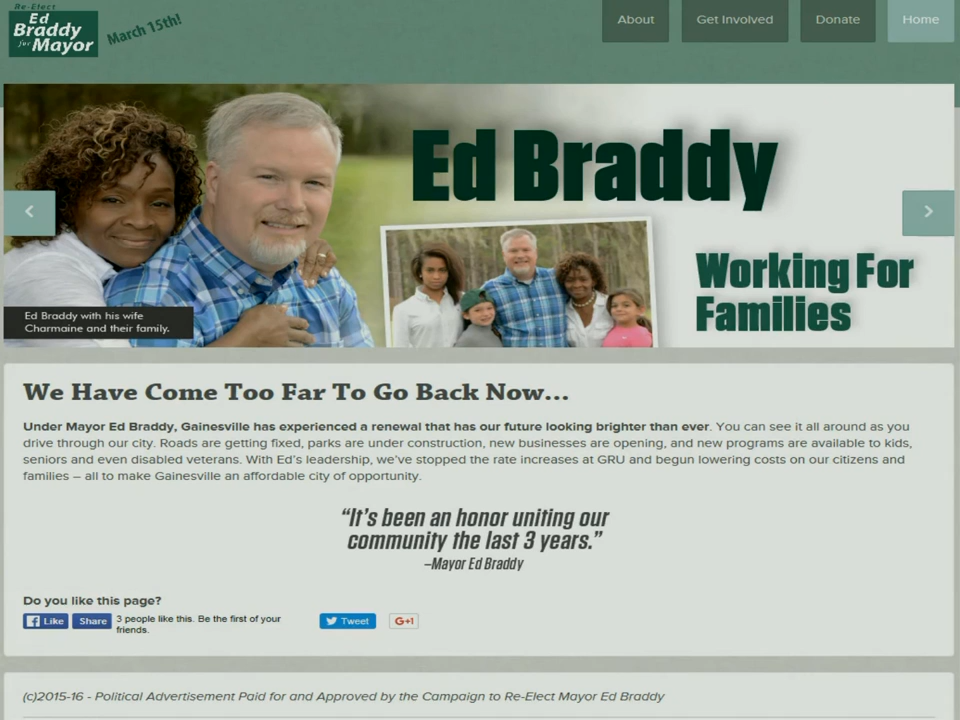 Re-Elect
Ed
Braddy
for Mayor
March 15th!
About
Get Involved
Donate
Home
Ed Braddy
Working For
Families
Ed Braddy with his wife
Charmaine and their family.
We Have Come Too Far To Go Back Now...
Under Mayor Ed Braddy, Gainesville has experienced a renewal that has our future looking brighter than ever. You can see it all around as you
drive through our city. Roads are getting fixed, parks are under construction, new businesses are opening, and new programs are available to kids,
seniors and even disabled veterans. With Ed's leadership, we've stopped the rate increases at GRU and begun lowering costs on our citizens and
families – all to make Gainesville an affordable city of opportunity.
“It's been an honor uniting our
community the last 3 years.”
–Mayor Ed Braddy
Do you like this page?
Like
Share
3 people like this. Be the first of your
friends.
Tweet
G+1
(c)2015-16 - Political Advertisement Paid for and Approved by the Campaign to Re-Elect Mayor Ed Braddy